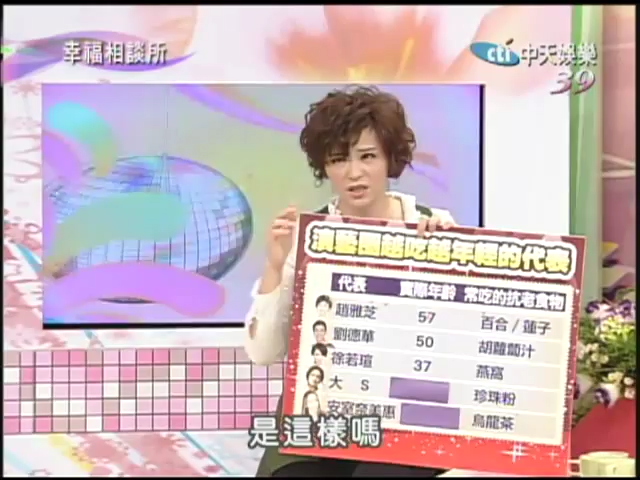 幸福相談所
cti 中天娛樂
39
演藝圈越吃越年輕的代表
代表 實際年齡 常吃的抗老食物
趙雅芝 57 百合/蓮子
劉德華 50 胡蘿蔔汁
徐若瑄 37 燕窩
大 S 珍珠粉
安室奈美惠 烏龍茶
是這樣嗎